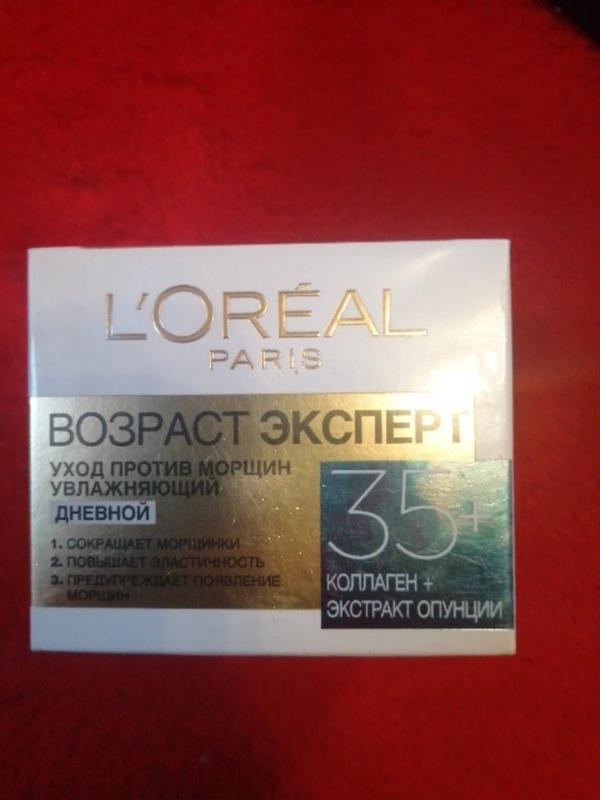 L'ORÉAL
PARIS
ВОЗРАСТ ЭКСПЕРТ
УХОД ПРОТИВ МОРЩИН
УВЛАЖНЯЮЩИЙ
ДНЕВНОЙ
1. СОКРАЩАЕТ МОРЩИНКИ
2. ПОВЫШАЕТ ЭЛАСТИЧНОСТЬ
3. ПРЕДУПРЕЖДАЕТ ПОЯВЛЕНИЕ
МОРЩИН
35+
КОЛЛАГЕН +
ЭКСТРАКТ ОПУНЦИИ